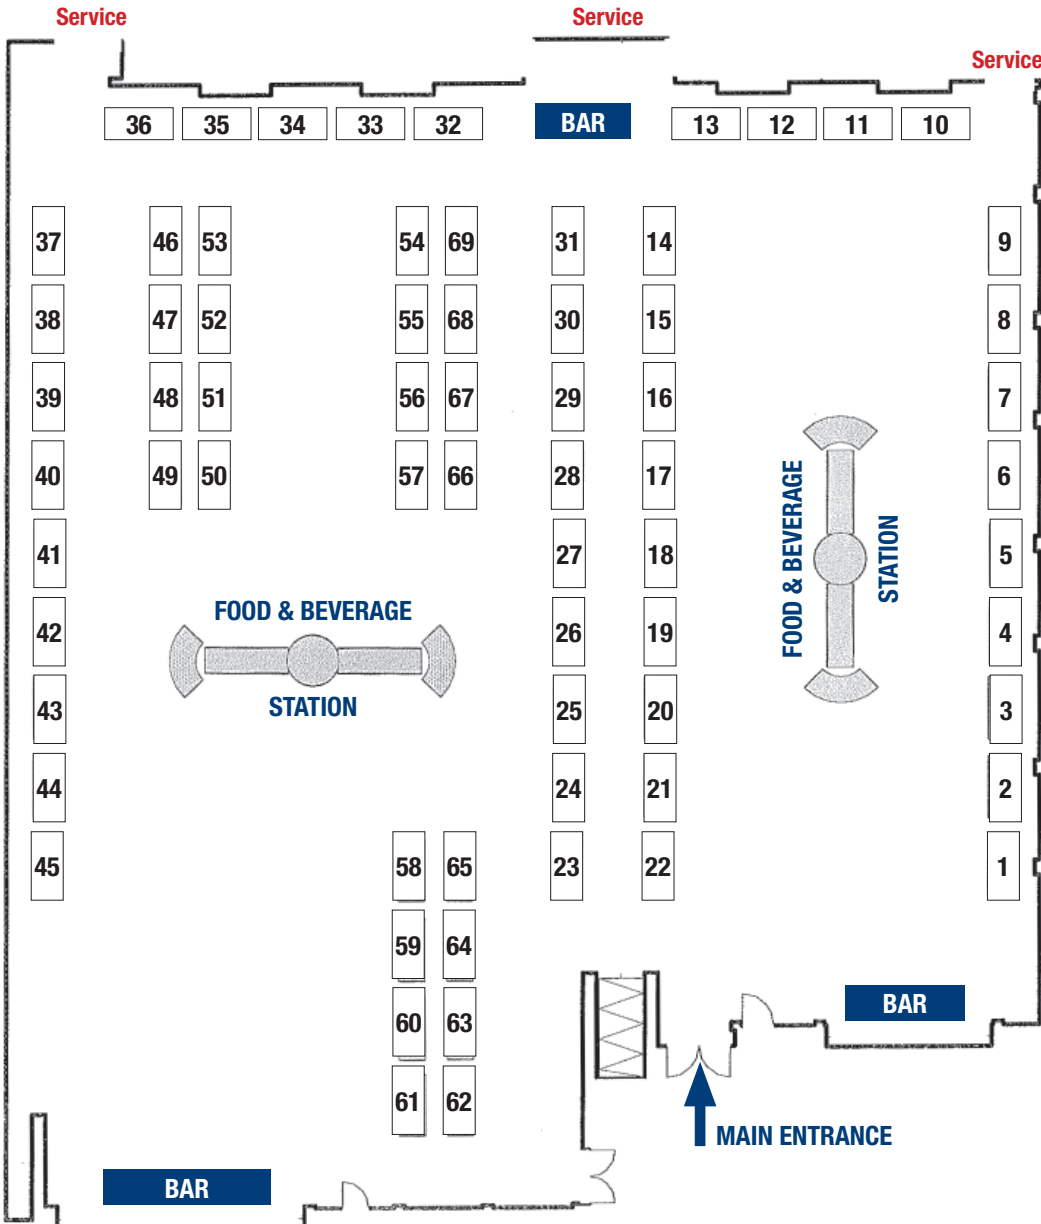 Service
Service
Service
36 35 34 33 32 BAR 13 12 11 10
37 46 53 54 69 31 14 9
38 47 52 55 68 30 15 8
39 48 51 56 67 29 16 7
40 49 50 57 66 28 17 6
41 27 18 5
FOOD & BEVERAGE
STATION
42 26 19 4
FOOD & BEVERAGE
STATION
43 25 20 3
44 24 21 2
45 58 65 23 22 1
59 64
60 63
BAR
61 62
MAIN ENTRANCE
BAR